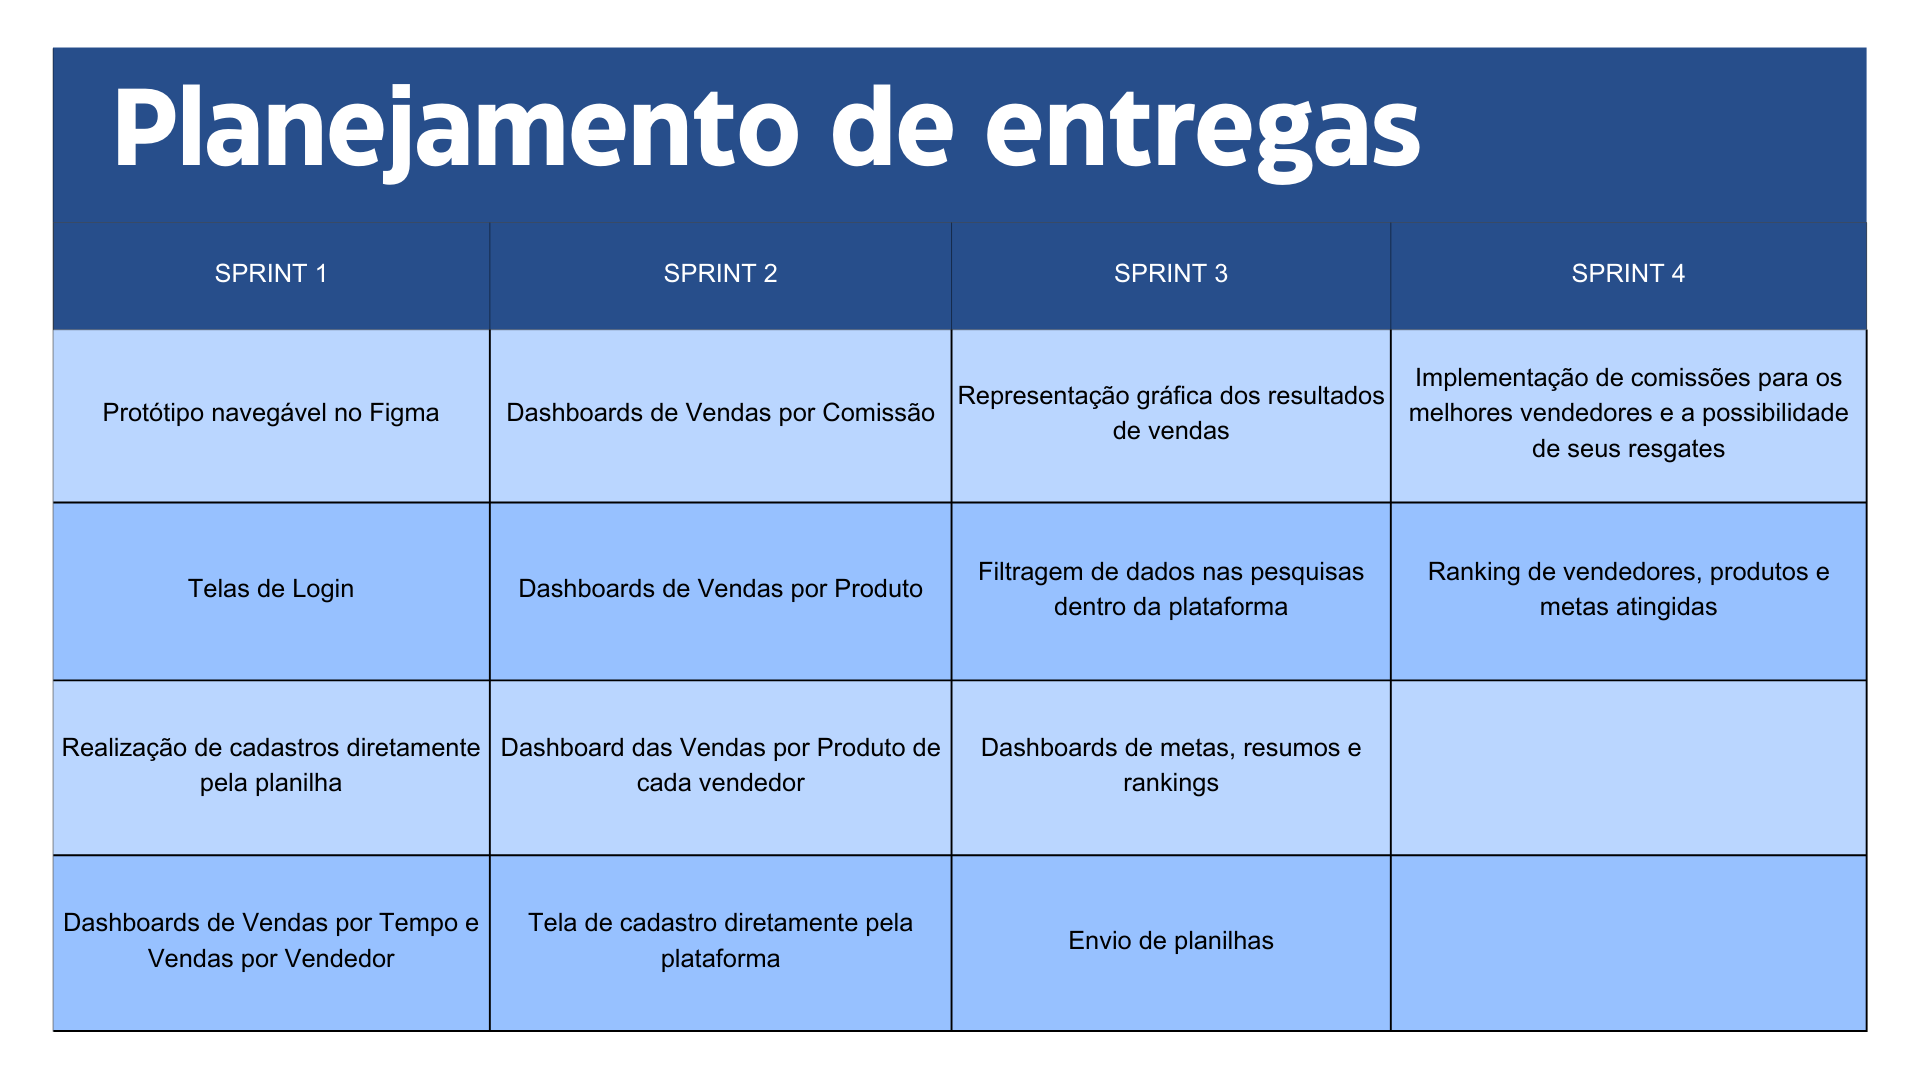 Planejamento de entregas
SPRINT 1
SPRINT 2
SPRINT 3
SPRINT 4
Protótipo navegável no Figma
Dashboards de Vendas por Comissão
Representação gráfica dos resultados
de vendas
Implementação de comissões para os
melhores vendedores e a possibilidade
de seus resgates
Telas de Login
Dashboards de Vendas por Produto
Filtragem de dados nas pesquisas
dentro da plataforma
Ranking de vendedores, produtos e
metas atingidas
Realização de cadastros diretamente
pela planilha
Dashboard das Vendas por Produto de
cada vendedor
Dashboards de metas, resumos e
rankings
Dashboards de Vendas por Tempo e
Vendas por Vendedor
Tela de cadastro diretamente pela
plataforma
Envio de planilhas